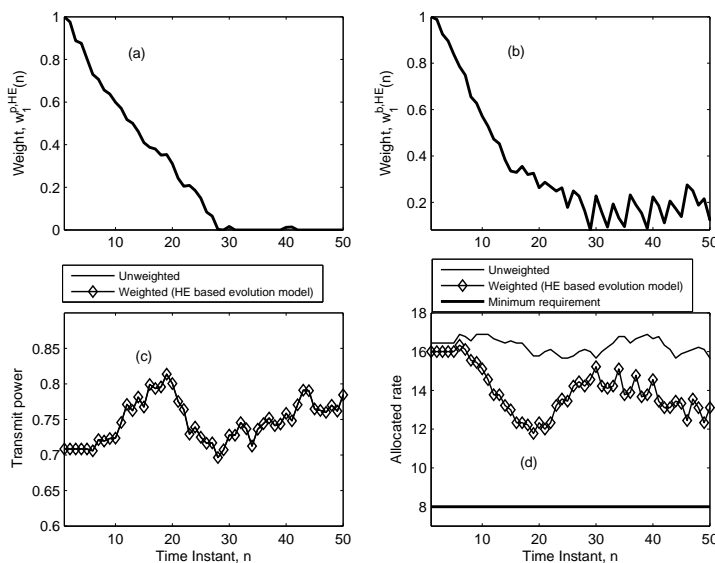 1
0.8
0.6
0.4
0.2
0
10 20 30 40 50
Weight, w₁^{p,HE}(n)
(a)
1
0.8
0.6
0.4
0.2
10 20 30 40 50
Weight, w₁^{b,HE}(n)
(b)
Unweighted
Weighted (HE based evolution model)
0.85
0.8
0.75
0.7
0.65
0.6
10 20 30 40 50
Transmit power
Time Instant, n
(c)
Unweighted
Weighted (HE based evolution model)
Minimum requirement
18
16
14
12
10
8
10 20 30 40 50
Allocated rate
Time Instant, n
(d)